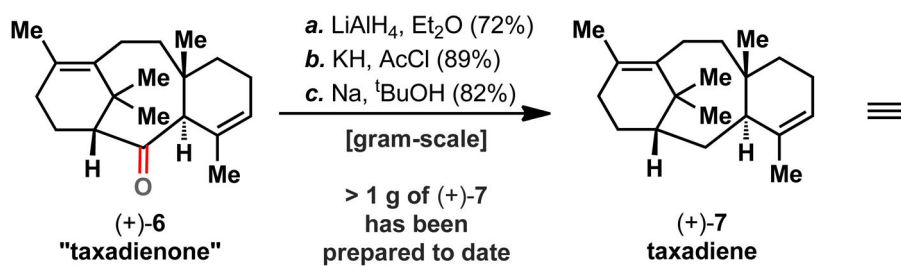 Me
Me
Me
Me
H
H
O
Me
(+)-6
"taxadienone"
a. LiAlH4, Et2O (72%)
b. KH, AcCl (89%)
c. Na, tBuOH (82%)
[gram-scale]
> 1 g of (+)-7
has been
prepared to date
Me
Me
Me
Me
H
H
Me
(+)-7
taxadiene